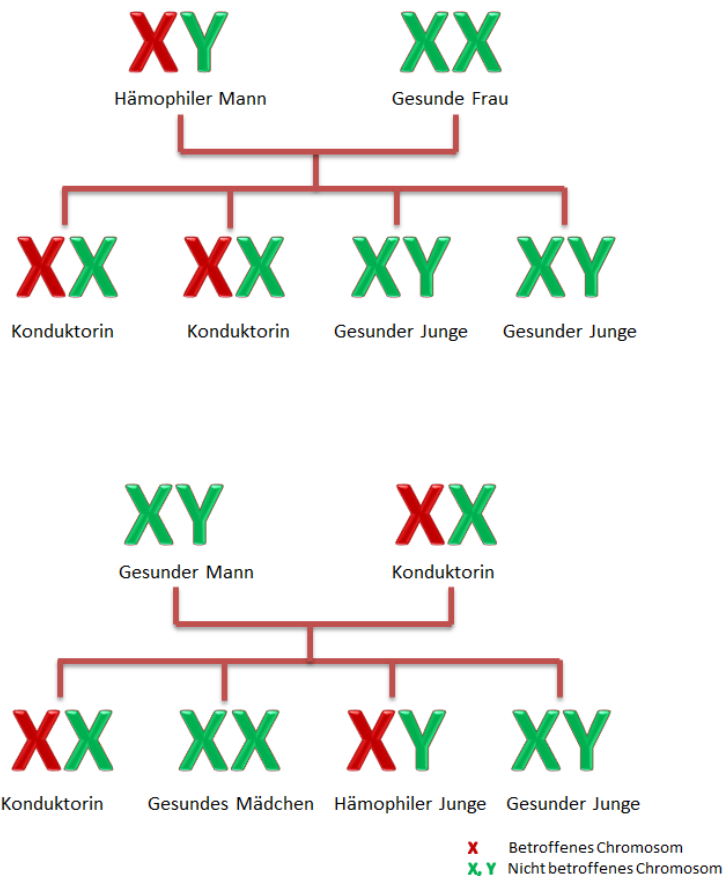 XY XX
Hämophiler Mann Gesunde Frau
XX XX XY XY
Konduktorin Konduktorin Gesunder Junge Gesunder Junge
XY XX
Gesunder Mann Konduktorin
XX XX XY XY
Konduktorin Gesundes Mädchen Hämophiler Junge Gesunder Junge
X Betroffenes Chromosom
X, Y Nicht betroffenes Chromosom